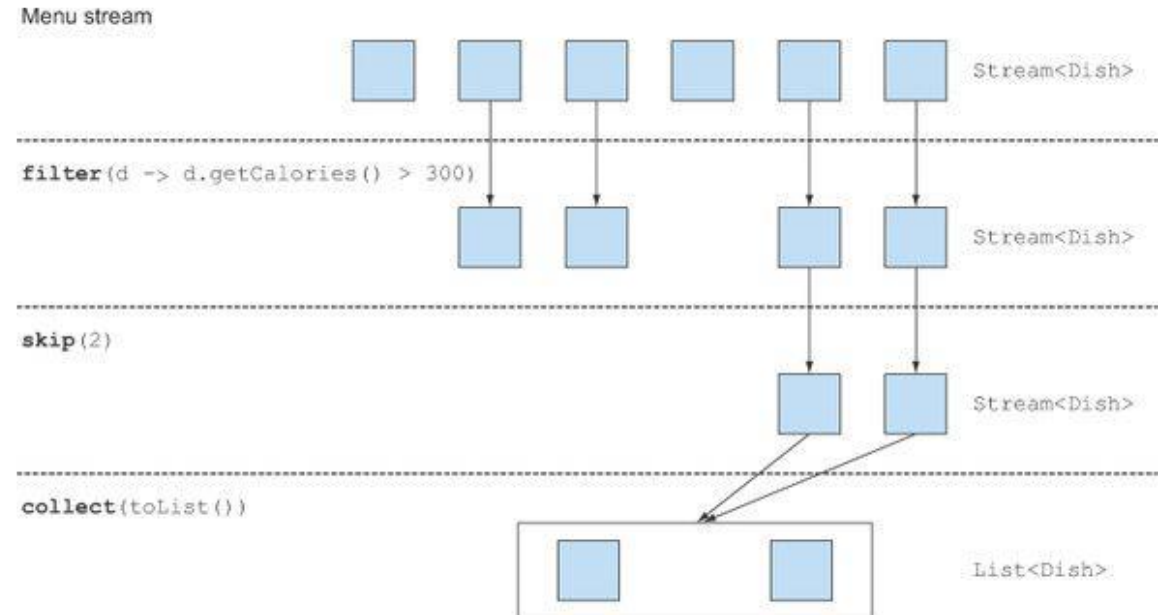 Menu stream
Stream<Dish>
filter(d -> d.getCalories() > 300)
Stream<Dish>
skip(2)
Stream<Dish>
collect(toList())
List<Dish>